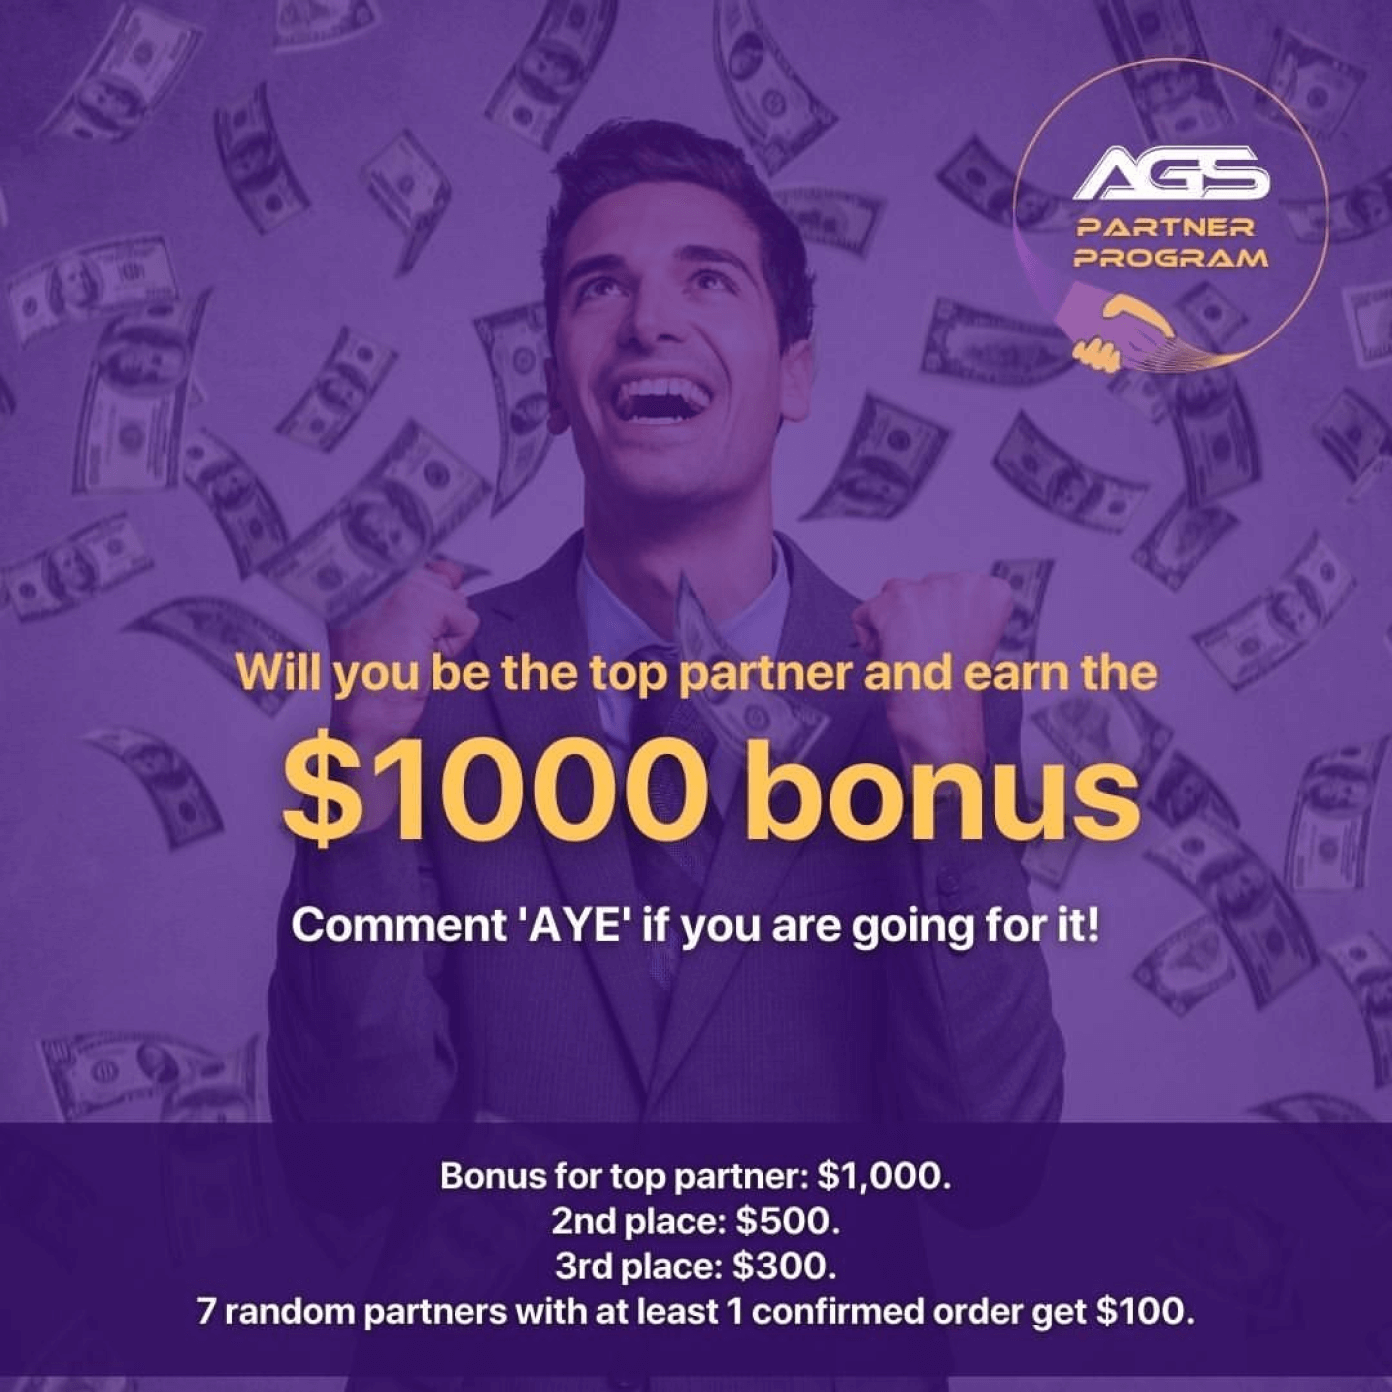 AGS
PARTNER
PROGRAM
Will you be the top partner and earn the
$1000 bonus
Comment 'AYE' if you are going for it!
Bonus for top partner: $1,000.
2nd place: $500.
3rd place: $300.
7 random partners with at least 1 confirmed order get $100.